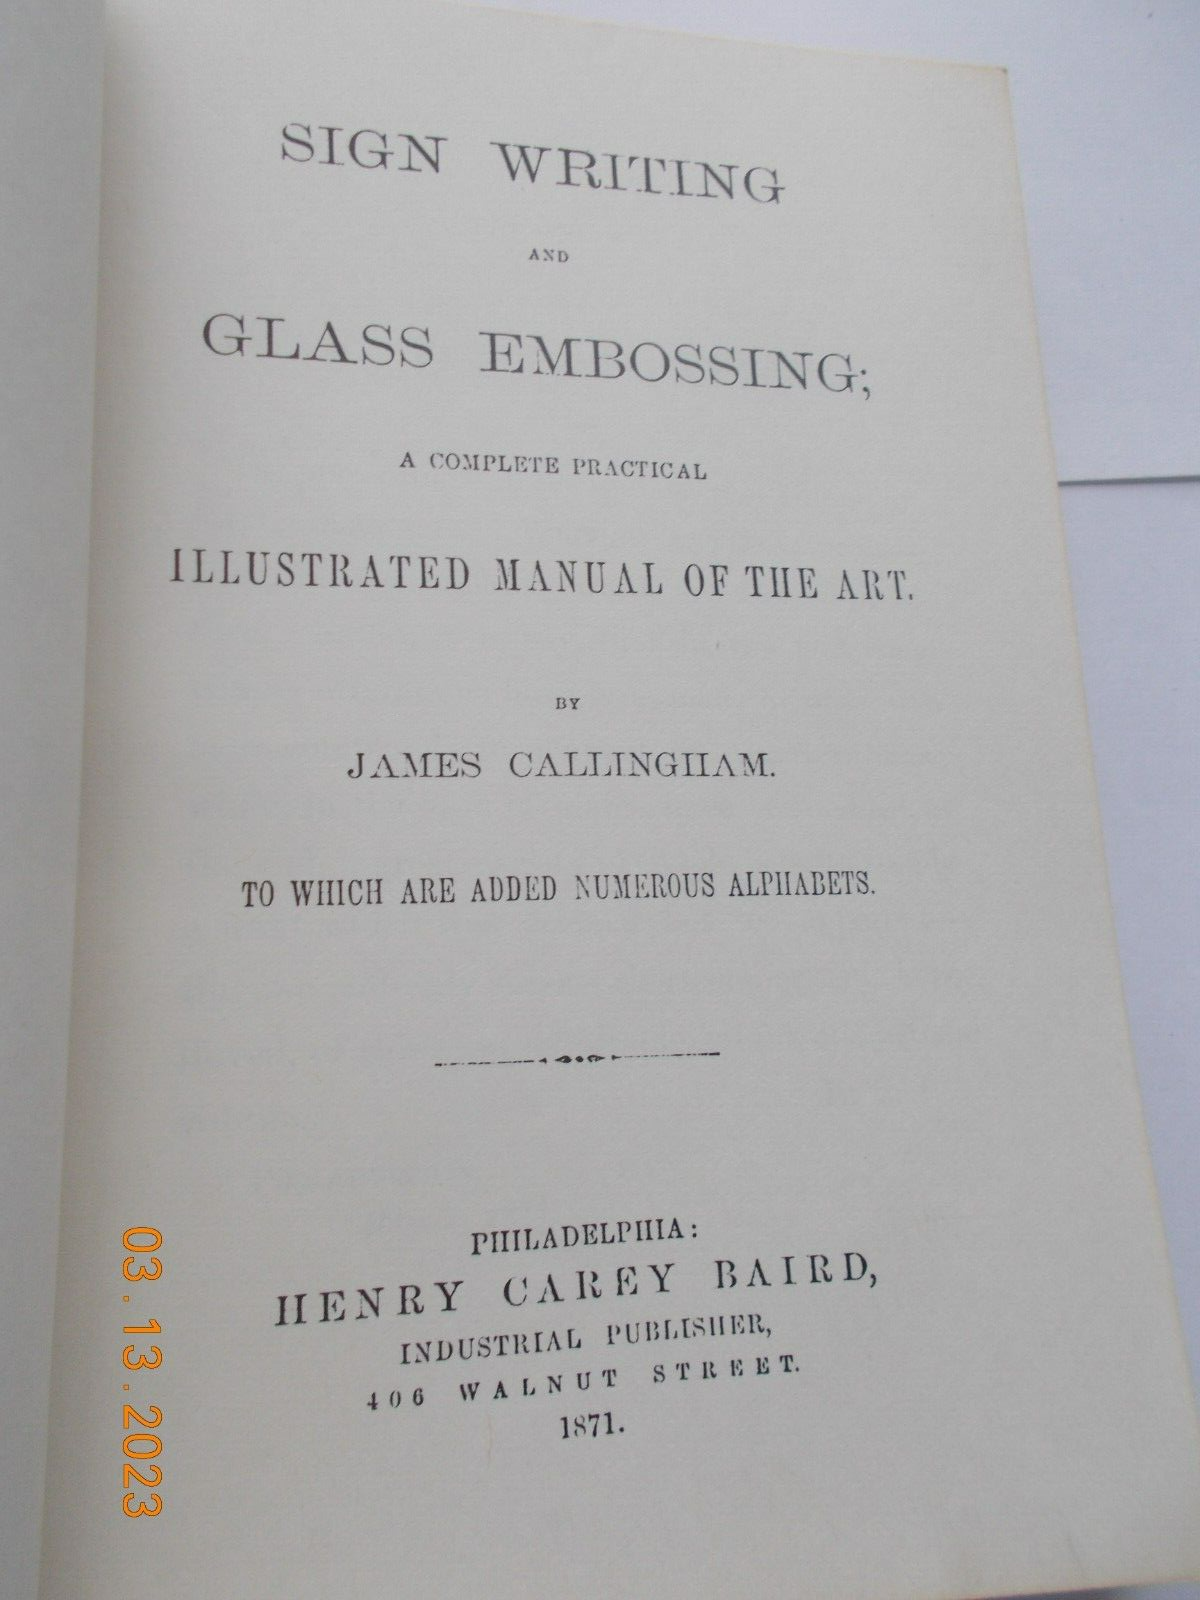 SIGN WRITING
AND
GLASS EMBOSSING;
A COMPLETE PRACTICAL
ILLUSTRATED MANUAL OF THE ART.
BY
JAMES CALLINGHAM.
TO WHICH ARE ADDED NUMEROUS ALPHABETS.
PHILADELPHIA:
HENRY CAREY BAIRD,
INDUSTRIAL PUBLISHER,
406 WALNUT STREET.
1871.
03.13.2023